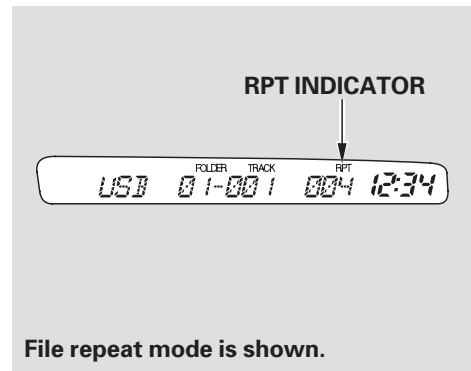 RPT INDICATOR
FOLDER TRACK RPT
USB 01-001 004 12:34
File repeat mode is shown.